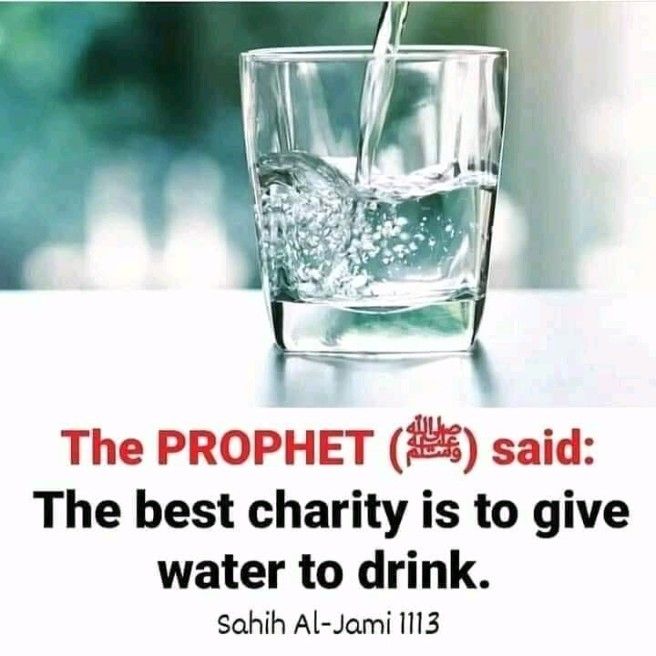 The PROPHET (ﷺ) said:
The best charity is to give
water to drink.
Sahih Al-Jami 1113